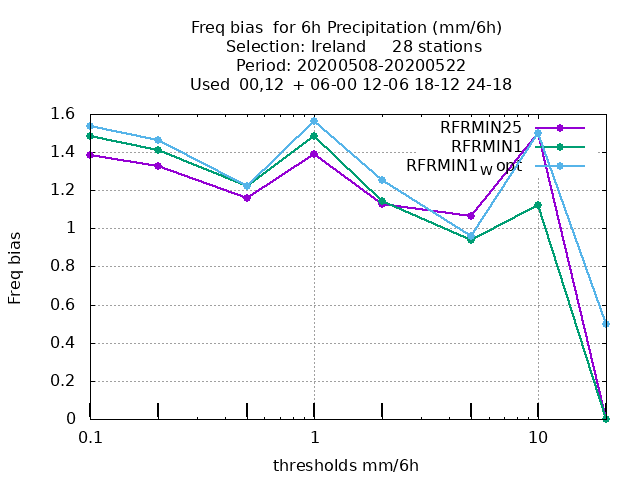 Freq bias  for 6h Precipitation (mm/6h)
Selection: Ireland     28 stations
Period: 20200508-20200522
Used  00,12  + 06-00 12-06 18-12 24-18
RFRMIN25
RFRMIN1
RFRMIN1W opt
Freq bias
1.6
1.4
1.2
1
0.8
0.6
0.4
0.2
0
0.1 1 10
thresholds mm/6h